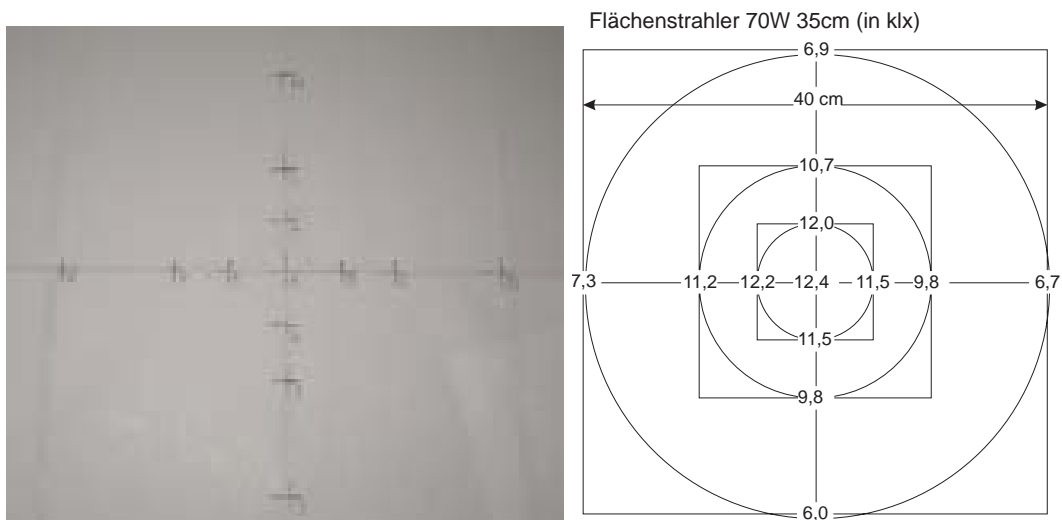 Flächenstrahler 70W 35cm (in klx)
6,9
40 cm
10,7
12,0
7,3 11,2 12,2 12,4 11,5 9,8 6,7
11,5
9,8
6,0